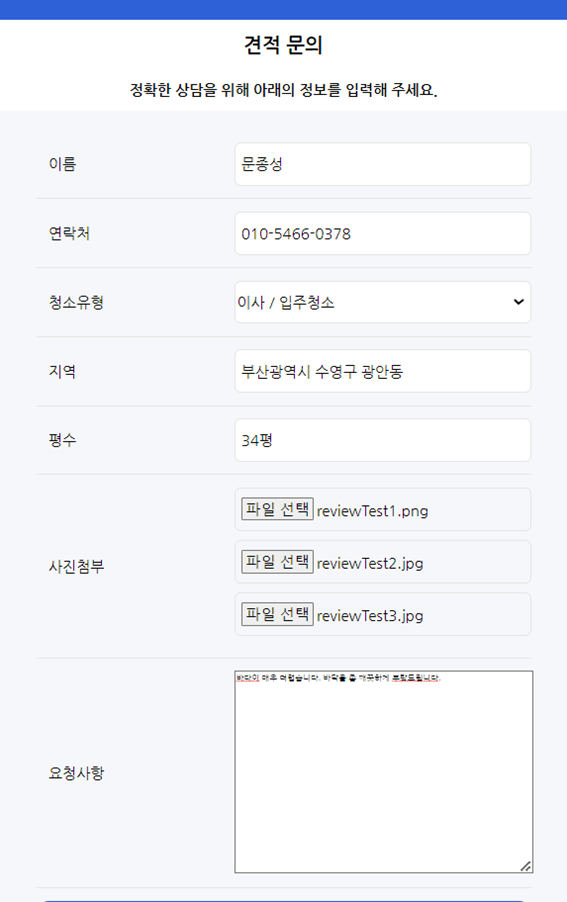 견적 문의
정확한 상담을 위해 아래의 정보를 입력해 주세요.
이름
문종성
연락처
010-5466-0378
청소유형
이사 / 입주청소
지역
부산광역시 수영구 광안동
평수
34평
사진첨부
파일 선택 reviewTest1.png
파일 선택 reviewTest2.jpg
파일 선택 reviewTest3.jpg
요청사항
바닥이 매우 더럽습니다. 바닥을 좀 깨끗하게 부탁드립니다.